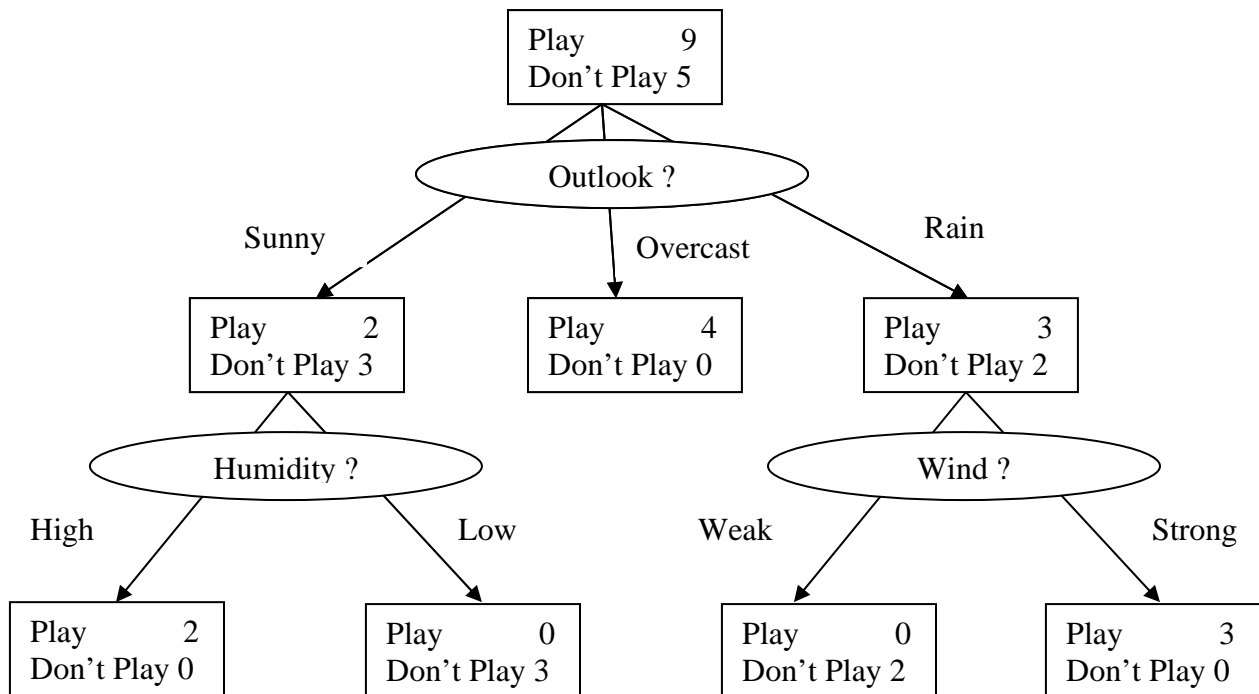 Play 9
Don't Play 5
Outlook ?
Sunny
Overcast
Rain
Play 2
Don't Play 3
Play 4
Don't Play 0
Play 3
Don't Play 2
Humidity ?
Wind ?
High
Low
Weak
Strong
Play 2
Don't Play 0
Play 0
Don't Play 3
Play 0
Don't Play 2
Play 3
Don't Play 0